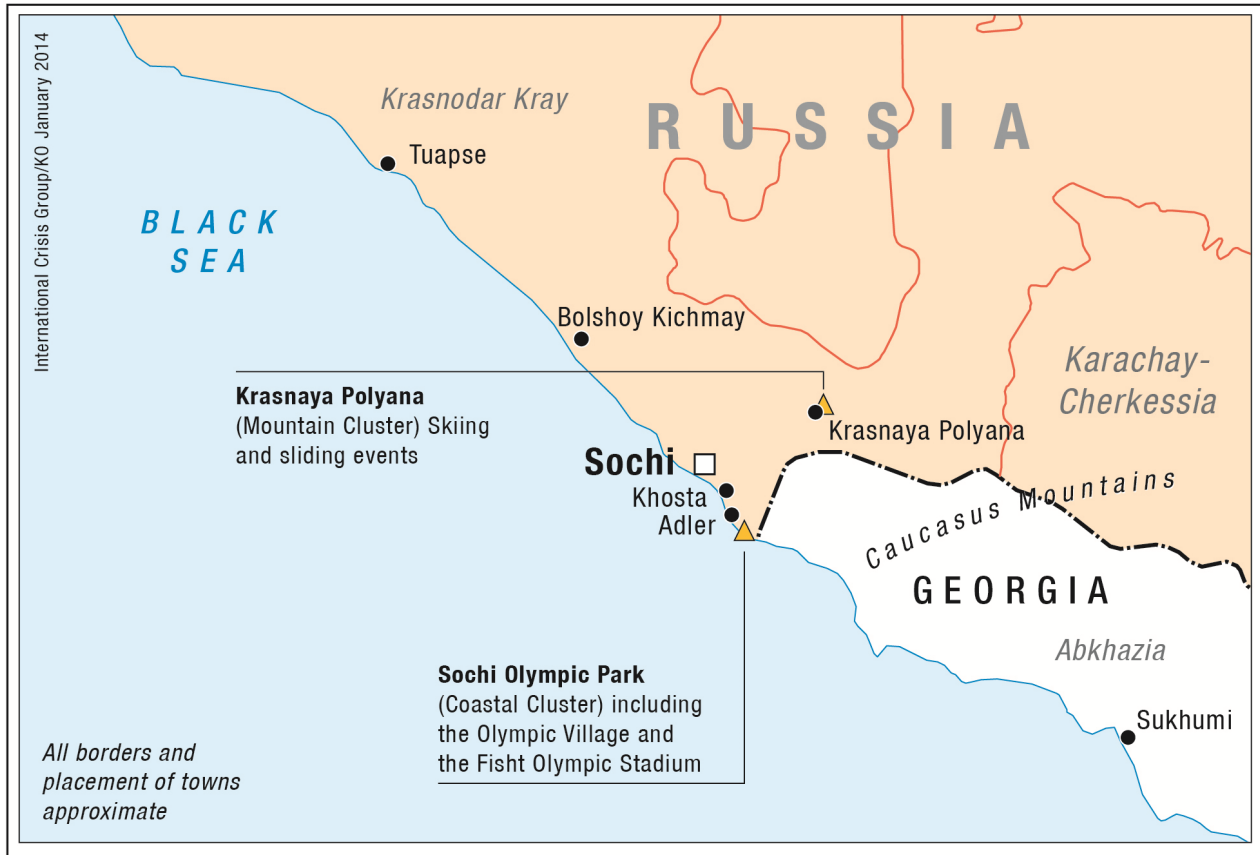 International Crisis Group/KO January 2014
Krasnodar Kray
RUSSIA
Tuapse
BLACK
SEA
Bolshoy Kichmay
Karachay-
Cherkessia
Krasnaya Polyana
(Mountain Cluster) Skiing
and sliding events
Krasnaya Polyana
Sochi
Khosta
Adler
Caucasus Mountains
GEORGIA
Abkhazia
Sochi Olympic Park
(Coastal Cluster) including
the Olympic Village and
the Fisht Olympic Stadium
Sukhumi
All borders and
placement of towns
approximate